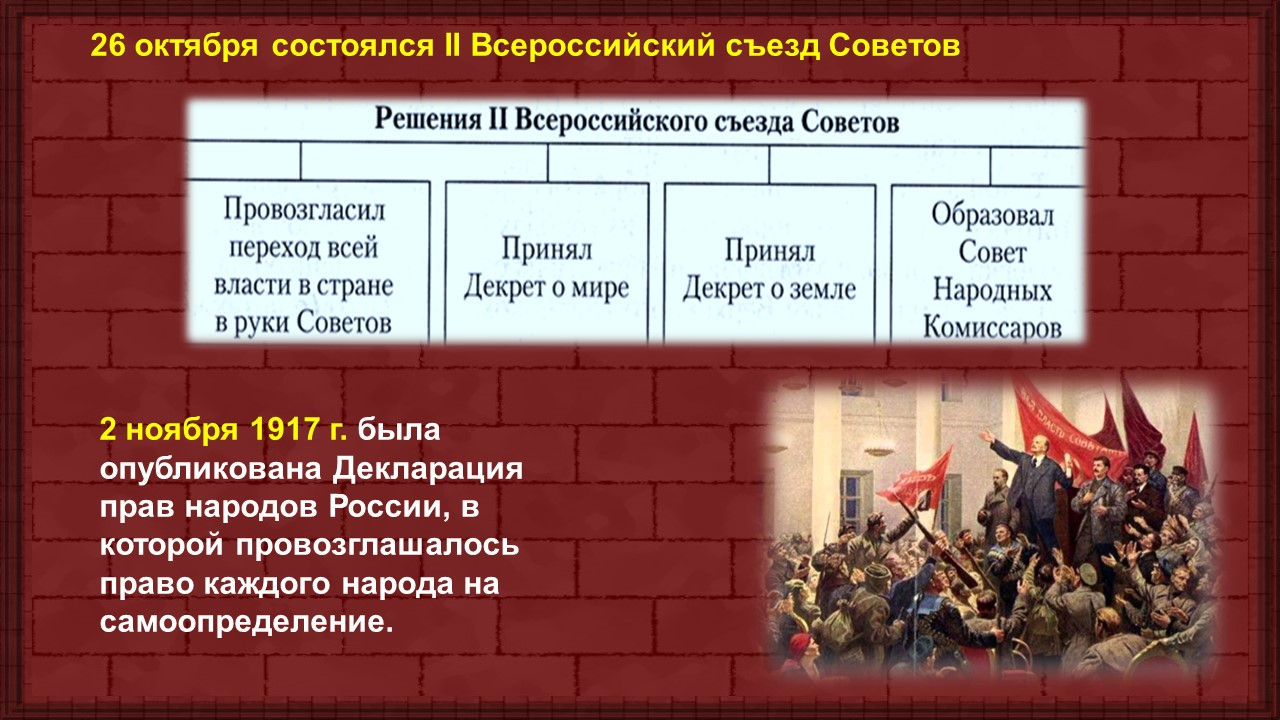 26 октября состоялся II Всероссийский съезд Советов
Решения II Всероссийского съезда Советов
Провозгласил
переход всей
власти в стране
в руки Советов
Принял
Декрет о мире
Принял
Декрет о земле
Образовал
Совет
Народных
Комиссаров
2 ноября 1917 г. была
опубликована Декларация
прав народов России, в
которой провозглашалось
право каждого народа на
самоопределение.
ВЛАСТЬ СОВЕТАМ